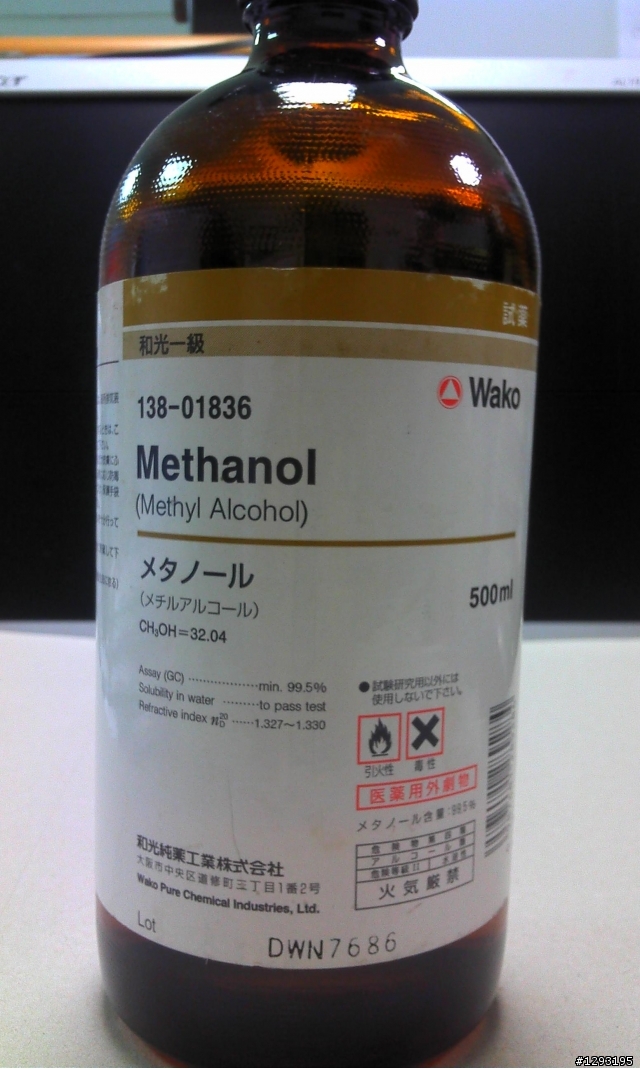 試薬
和光一級
Wako
138-01836
Methanol
(Methyl Alcohol)
メタノール
500ml
(メチルアルコール)
CH₃OH=32.04
Assay (GC) .................. min. 99.5%
Solubility in water .......... to pass test
Refractive index n20D ..... 1.327~1.330
●試験研究用以外には
使用しないで下さい。
引火性 毒性
医薬用外劇物
メタノール含量:99.5%
火気厳禁
和光純薬工業株式会社
大阪市中央区道修町三丁目1番2号
Wako Pure Chemical Industries, Ltd.
Lot DWN7686
#1293195